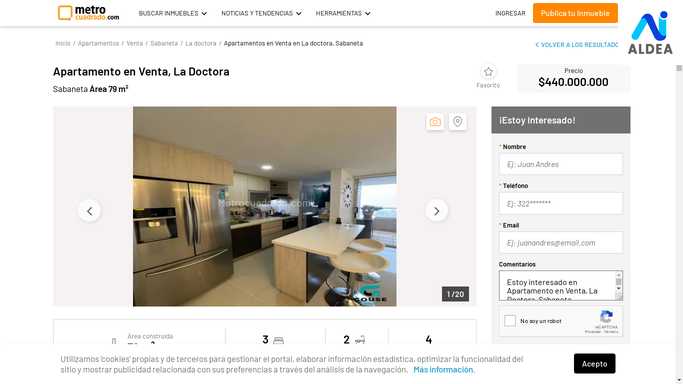 metro
cuadrado.com
BUSCAR INMUEBLES
NOTICIAS Y TENDENCIAS
HERRAMIENTAS
INGRESAR
Publica tu Inmueble
ALDEA
Inicio / Apartamentos / Venta / Sabaneta / La doctora / Apartamentos en Venta en La doctora, Sabaneta
VOLVER A LOS RESULTADO
Apartamento en Venta, La Doctora
Sabaneta Área 79 m²
Favorito
Precio
$440.000.000
Metrocuadrado.com
1 / 20
¡Estoy Interesado!
* Nombre
Ej: Juan Andres
* Teléfono
Ej: 322*******
* Email
Ej: juanandres@email.com
Comentarios
Estoy interesado en
Apartamento en Venta, La
Doctora, Sabaneta
No soy un robot
reCAPTCHA
Privacidad - Términos
Área construida
3
2
4
Utilizamos 'cookies' propias y de terceros para gestionar el portal, elaborar información estadística, optimizar la funcionalidad del
sitio y mostrar publicidad relacionada con sus preferencias a través del análisis de la navegación. Más información.
Acepto